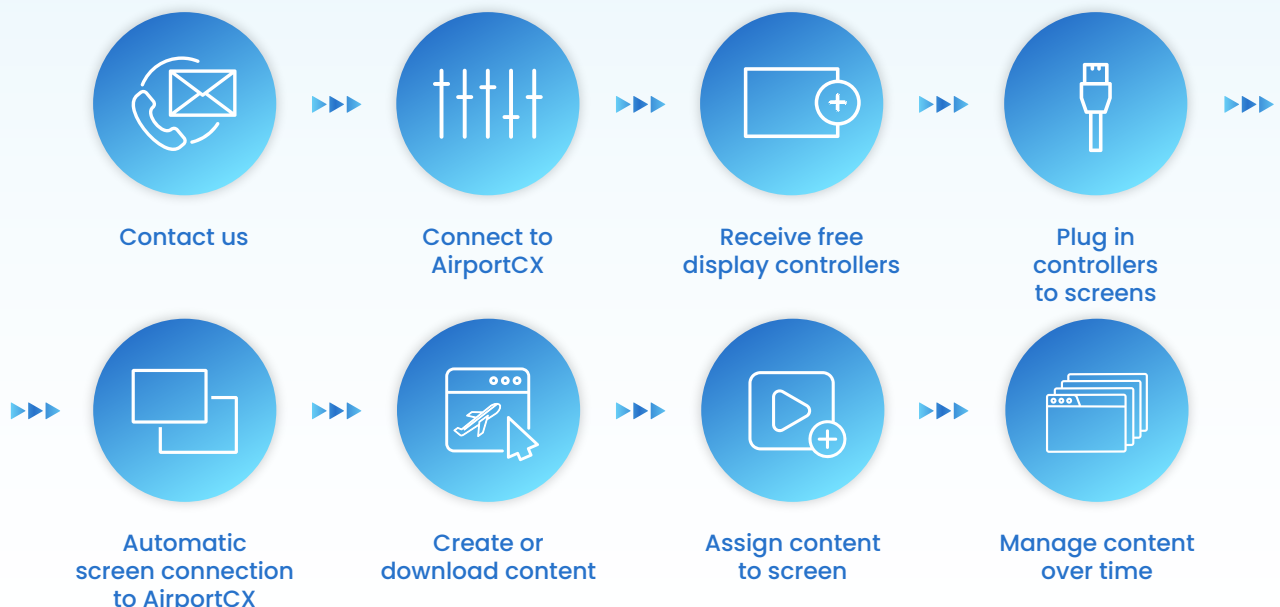 Contact us
Connect to
AirportCX
Receive free
display controllers
Plug in
controllers
to screens
Automatic
screen connection
to AirportCX
Create or
download content
Assign content
to screen
Manage content
over time